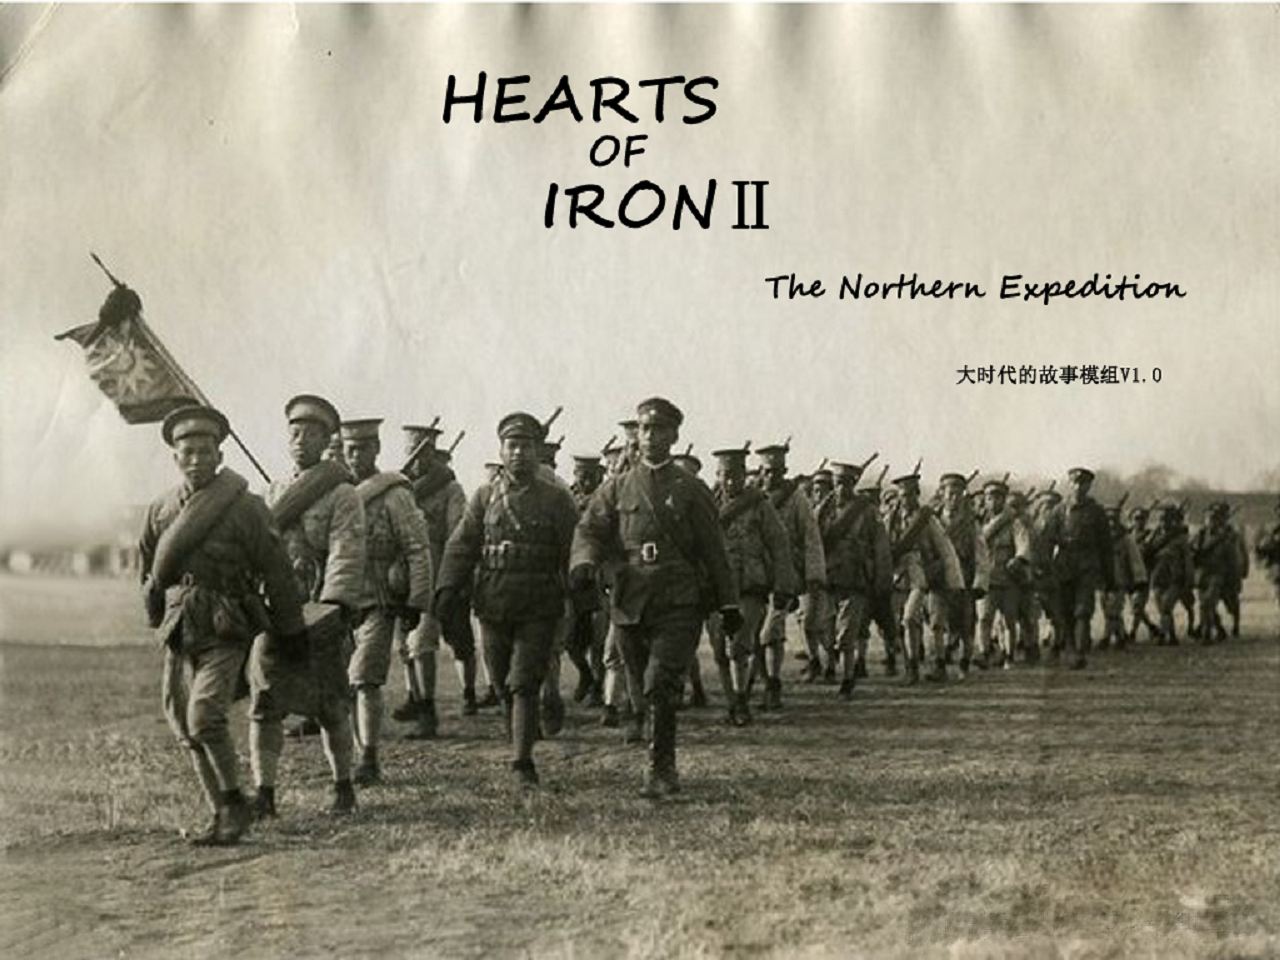 HEARTS
OF
IRON Ⅱ
The Northern Expedition
大时代的故事模组V1.0